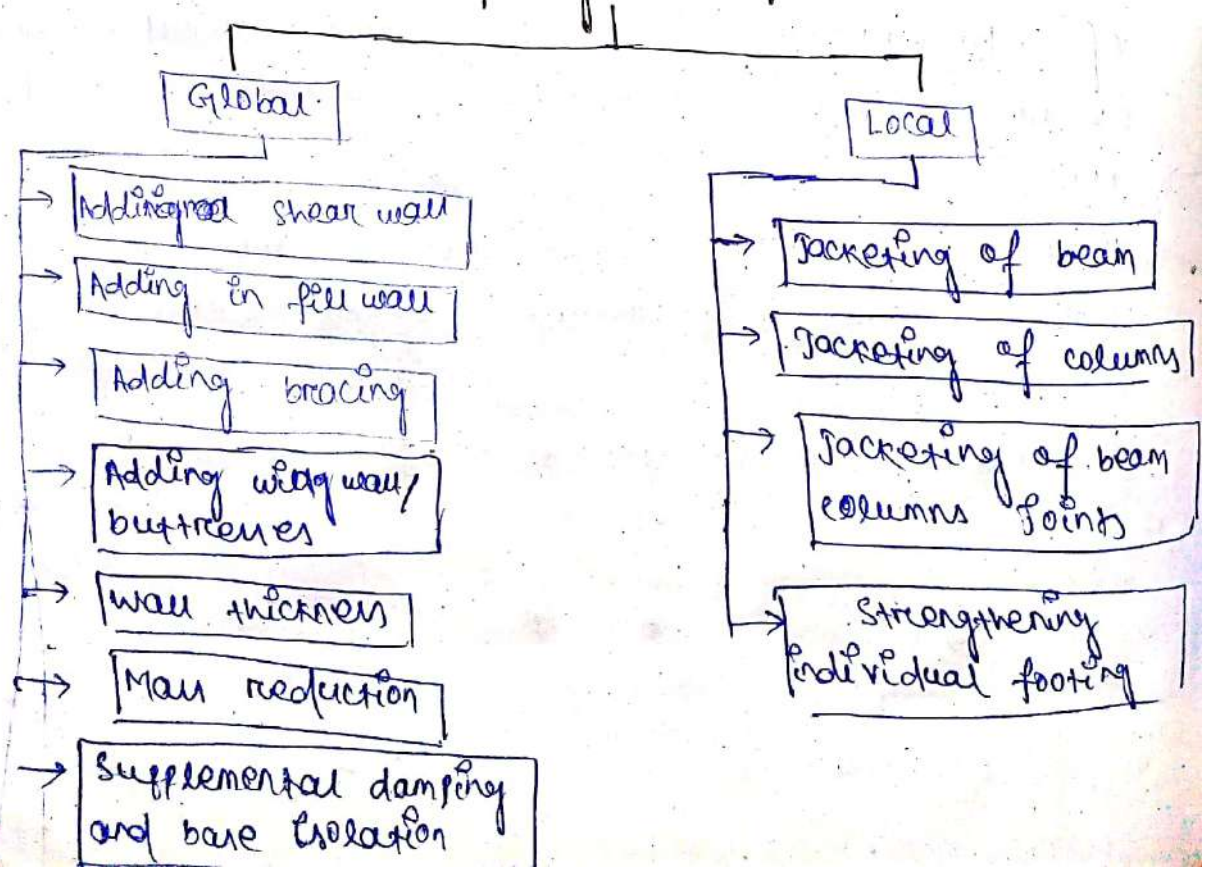 Global
Local
Adding shear wall
Adding in fill wall
Adding bracing
Adding wing wall/
buttresses
Wall thickness
Mass reduction
Supplemental damping
and base isolation
Jacketing of beam
Jacketing of columns
Jacketing of beam
columns Joints
Strengthening
individual footing